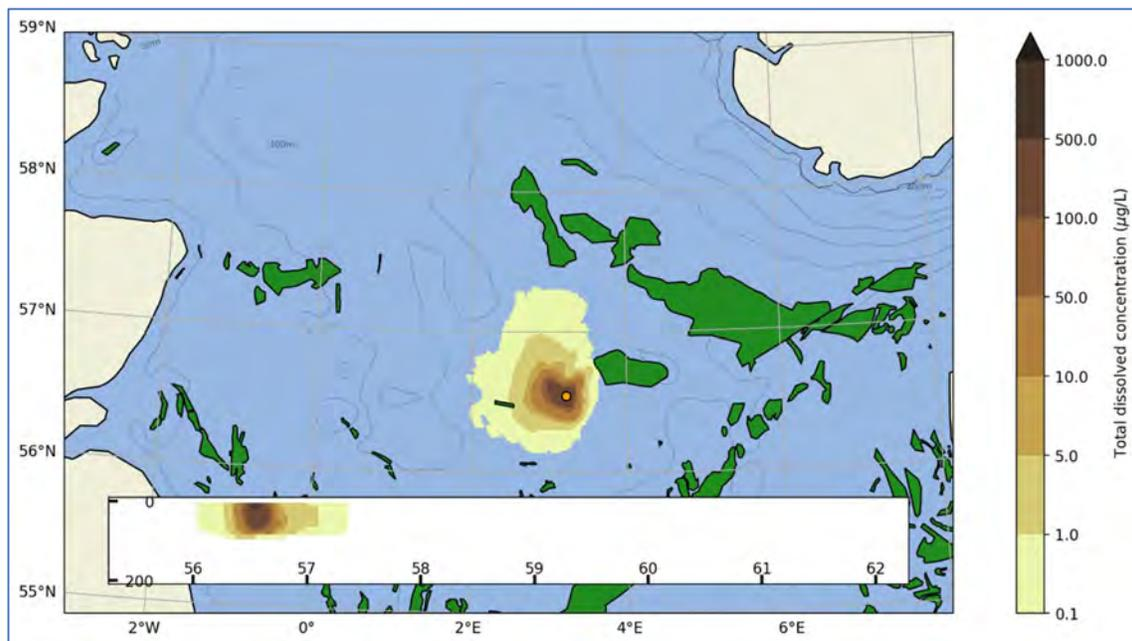 59°N
58°N
57°N
56°N
55°N
50m
100m
400m
0
200
56 57 58 59 60 61 62
2°W 0° 2°E 4°E 6°E
1000.0
500.0
100.0
50.0
10.0
5.0
1.0
0.1
Total dissolved concentration (µg/L)